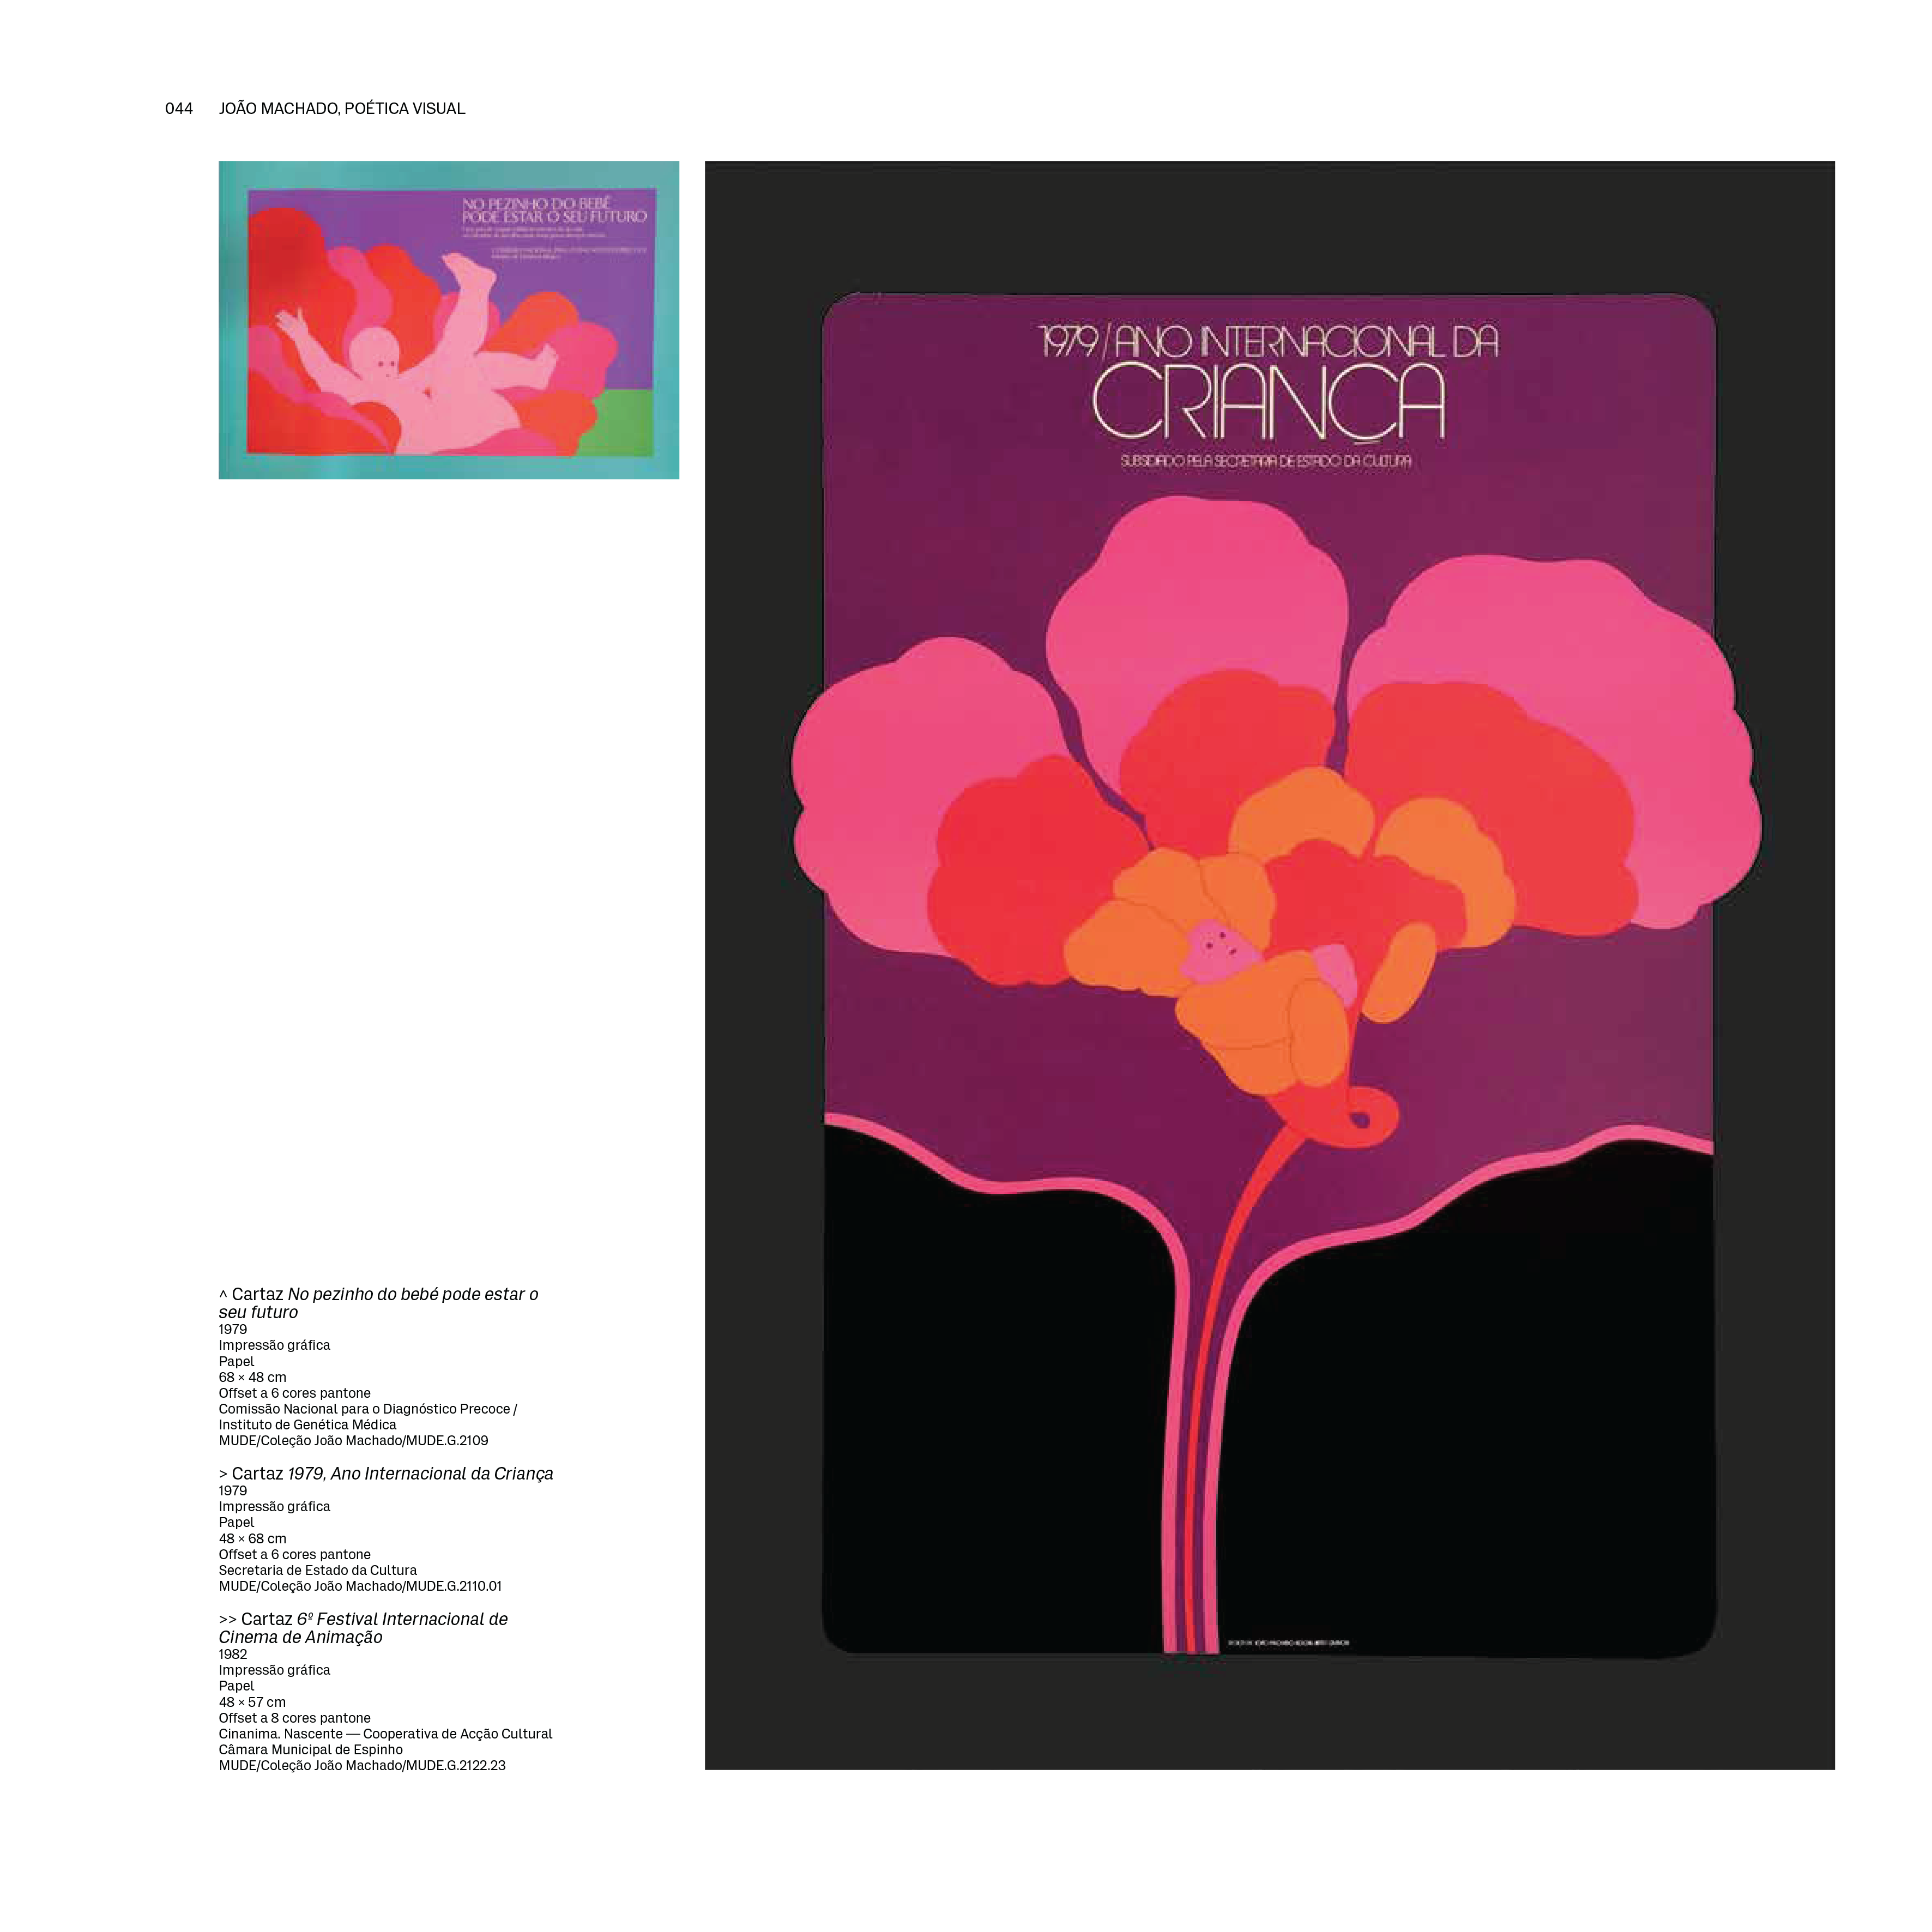 044 JOÃO MACHADO, POÉTICA VISUAL
NO PEZINHO DO BEBÊ
PODE ESTAR O SEU FUTURO
1979/ANO INTERNACIONAL DA
CRIANÇA
SUBSIDIADO PELA SECRETARIA DE ESTADO DA CULTURA
^ Cartaz No pezinho do bebé pode estar o
seu futuro
1979
Impressão gráfica
Papel
68 × 48 cm
Offset a 6 cores pantone
Comissão Nacional para o Diagnóstico Precoce /
Instituto de Genética Médica
MUDE/Coleção João Machado/MUDE.G.2109
> Cartaz 1979, Ano Internacional da Criança
1979
Impressão gráfica
Papel
48 × 68 cm
Offset a 6 cores pantone
Secretaria de Estado da Cultura
MUDE/Coleção João Machado/MUDE.G.2110.01
>> Cartaz 6º Festival Internacional de
Cinema de Animação
1982
Impressão gráfica
Papel
48 × 57 cm
Offset a 8 cores pantone
Cinanima. Nascente — Cooperativa de Acção Cultural
Câmara Municipal de Espinho
MUDE/Coleção João Machado/MUDE.G.2122.23